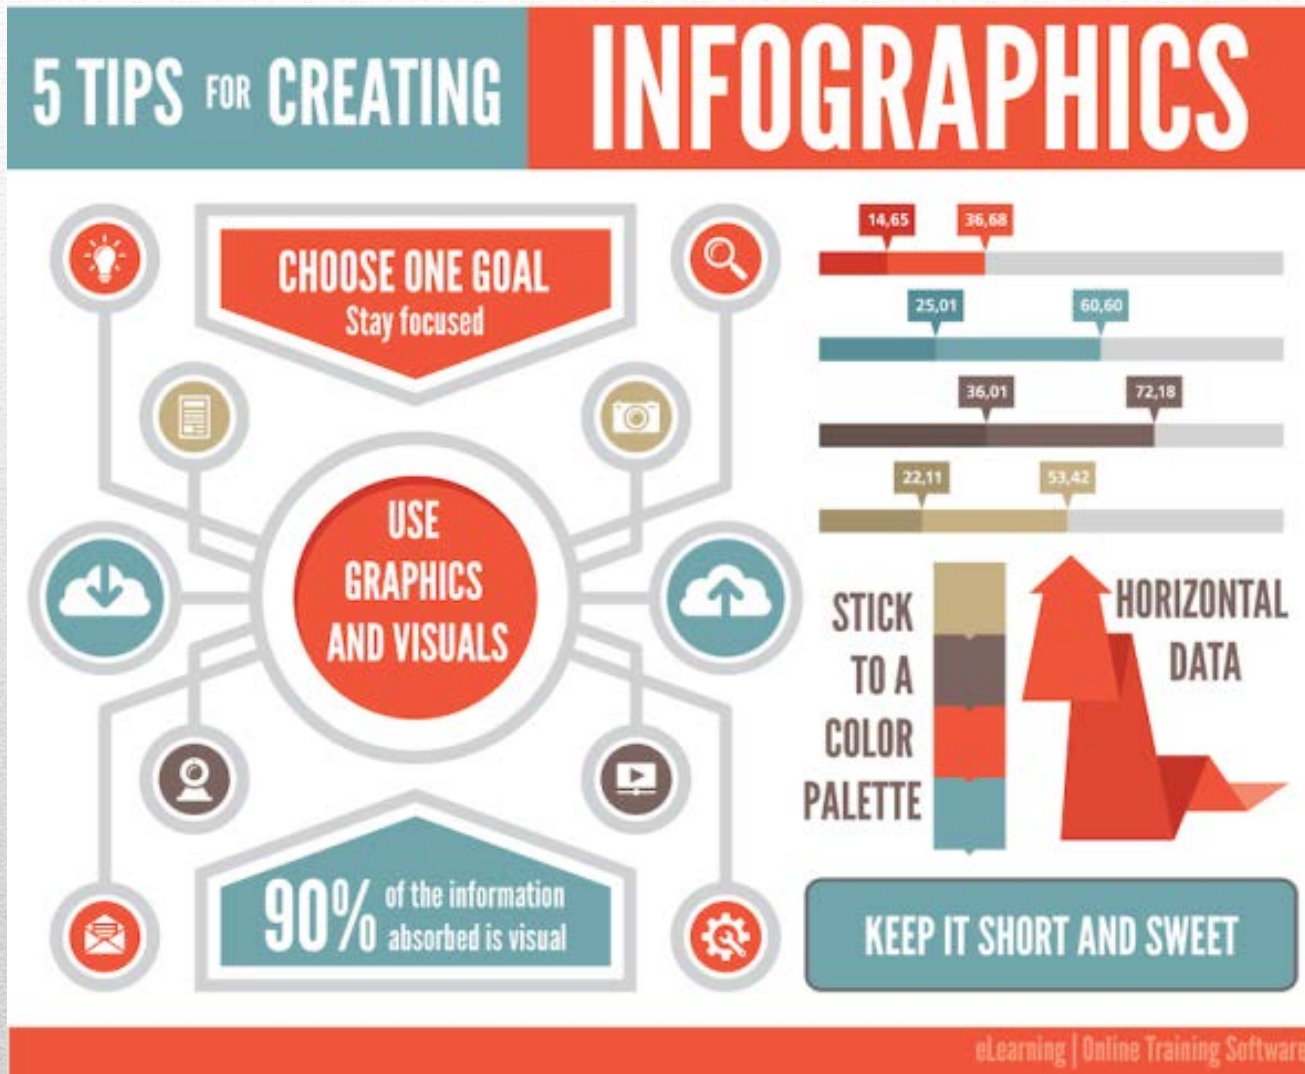 5 TIPS FOR CREATING
INFOGRAPHICS
CHOOSE ONE GOAL
Stay focused
USE
GRAPHICS
AND VISUALS
90% of the information
absorbed is visual
14,65 36,68
25,01 60,60
36,01 72,18
22,11 53,42
STICK
TO A
COLOR
PALETTE
HORIZONTAL
DATA
KEEP IT SHORT AND SWEET
eLearning | Online Training Software